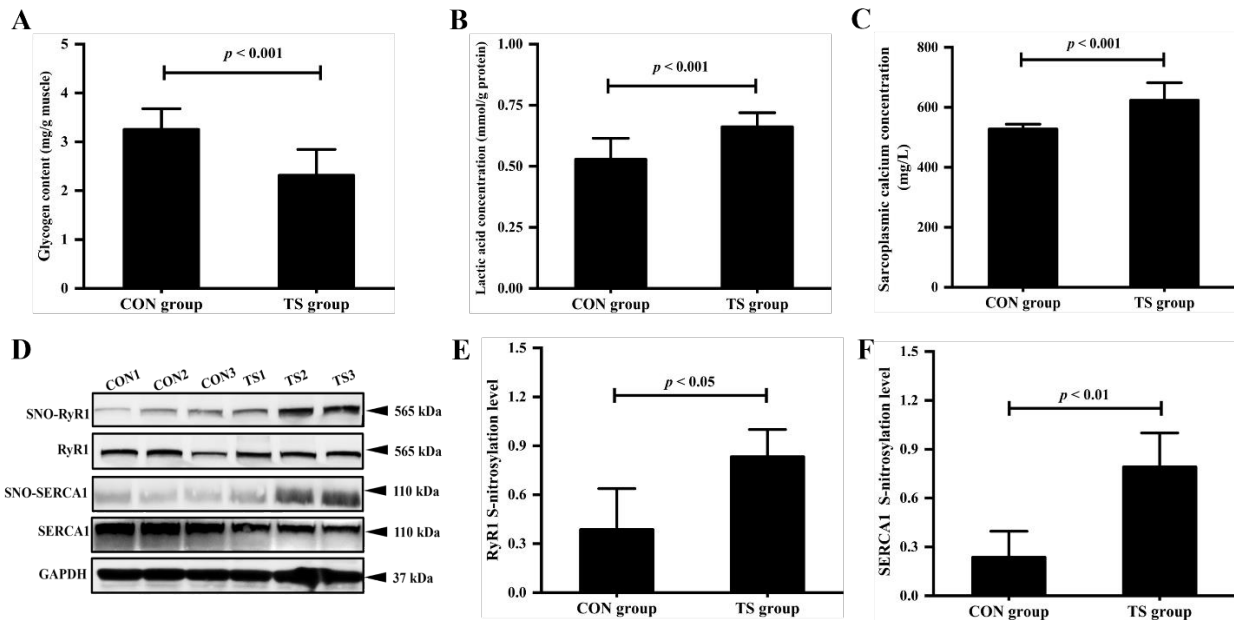 A
Glycogen content (mg/g muscle)
5
4
3
2
1
0
p < 0.001
CON group
TS group
B
Lactic acid concentration (mmol/g protein)
1.00
0.75
0.50
0.25
0.00
p < 0.001
CON group
TS group
C
Sarcoplasmic calcium concentration
(mg/L)
800
600
400
200
0
p < 0.001
CON group
TS group
D
CON1 CON2 CON3 TS1 TS2 TS3
SNO-RyR1 565 kDa
RyR1 565 kDa
SNO-SERCA1 110 kDa
SERCA1 110 kDa
GAPDH 37 kDa
E
RyR1 S-nitrosylation level
1.5
1.2
0.9
0.6
0.3
0.0
p < 0.05
CON group
TS group
F
SERCA1 S-nitrosylation level
1.5
1.2
0.9
0.6
0.3
0.0
p < 0.01
CON group
TS group